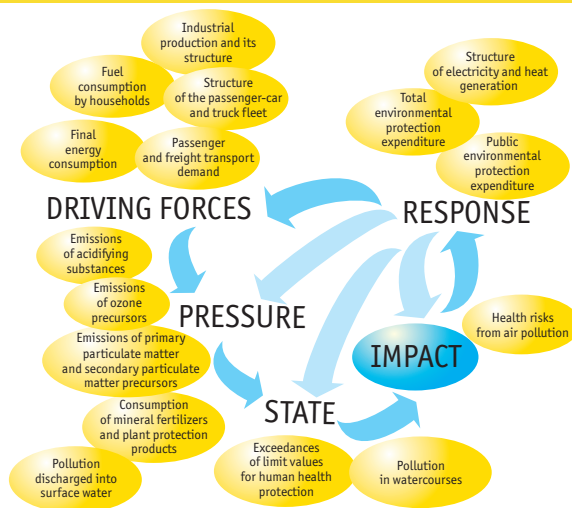 Industrial
production and its
structure
Fuel
consumption
by households
Structure
of the passenger-car
and truck fleet
Final
energy
consumption
Passenger
and freight transport
demand
Structure
of electricity and heat
generation
Total
environmental
protection
expenditure
Public
environmental
protection
expenditure
DRIVING FORCES
RESPONSE
Emissions
of acidifying
substances
Emissions
of ozone
precursors
PRESSURE
Health risks
from air pollution
Emissions of primary
particulate matter
and secondary particulate
matter precursors
IMPACT
Consumption
of mineral fertilizers
and plant protection
products
STATE
Pollution
discharged into
surface water
Exceedances
of limit values
for human health
protection
Pollution
in watercourses